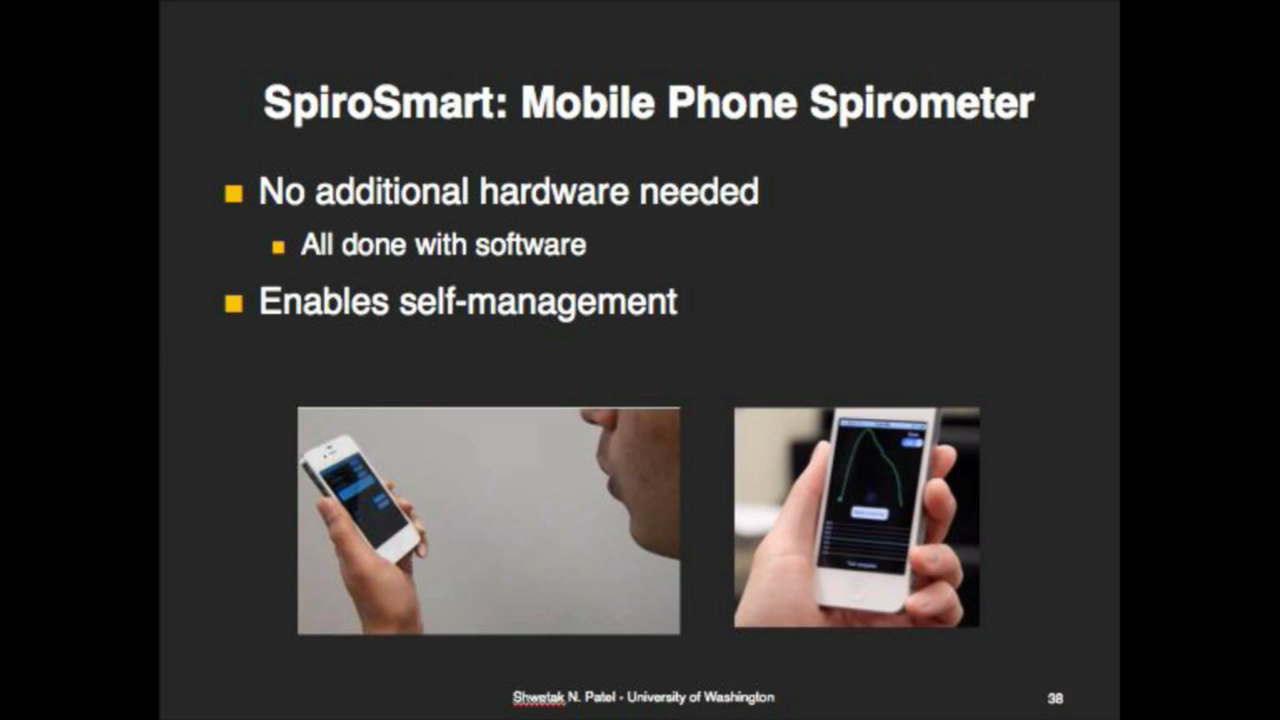 SpiroSmart: Mobile Phone Spirometer
No additional hardware needed
All done with software
Enables self-management
Shwetak N. Patel - University of Washington
38